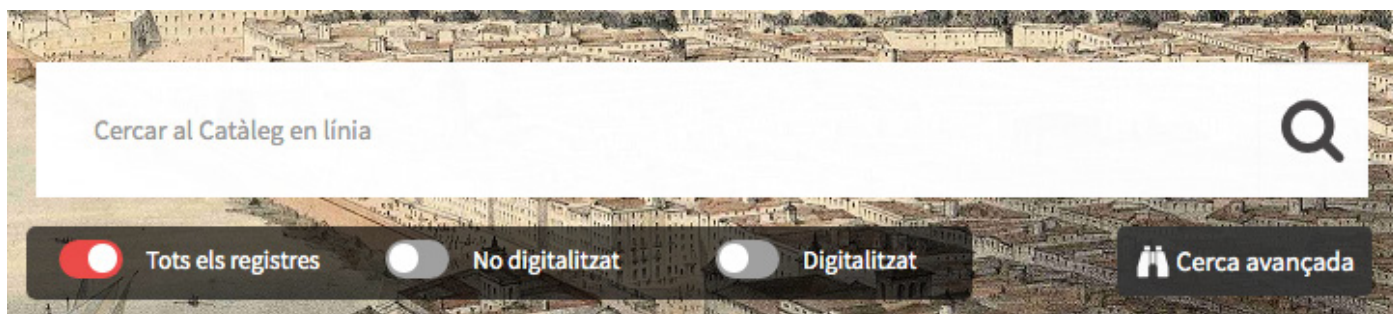 Cercar al Catàleg en línia
Tots els registres No digitalitzat Digitalitzat Cerca avançada